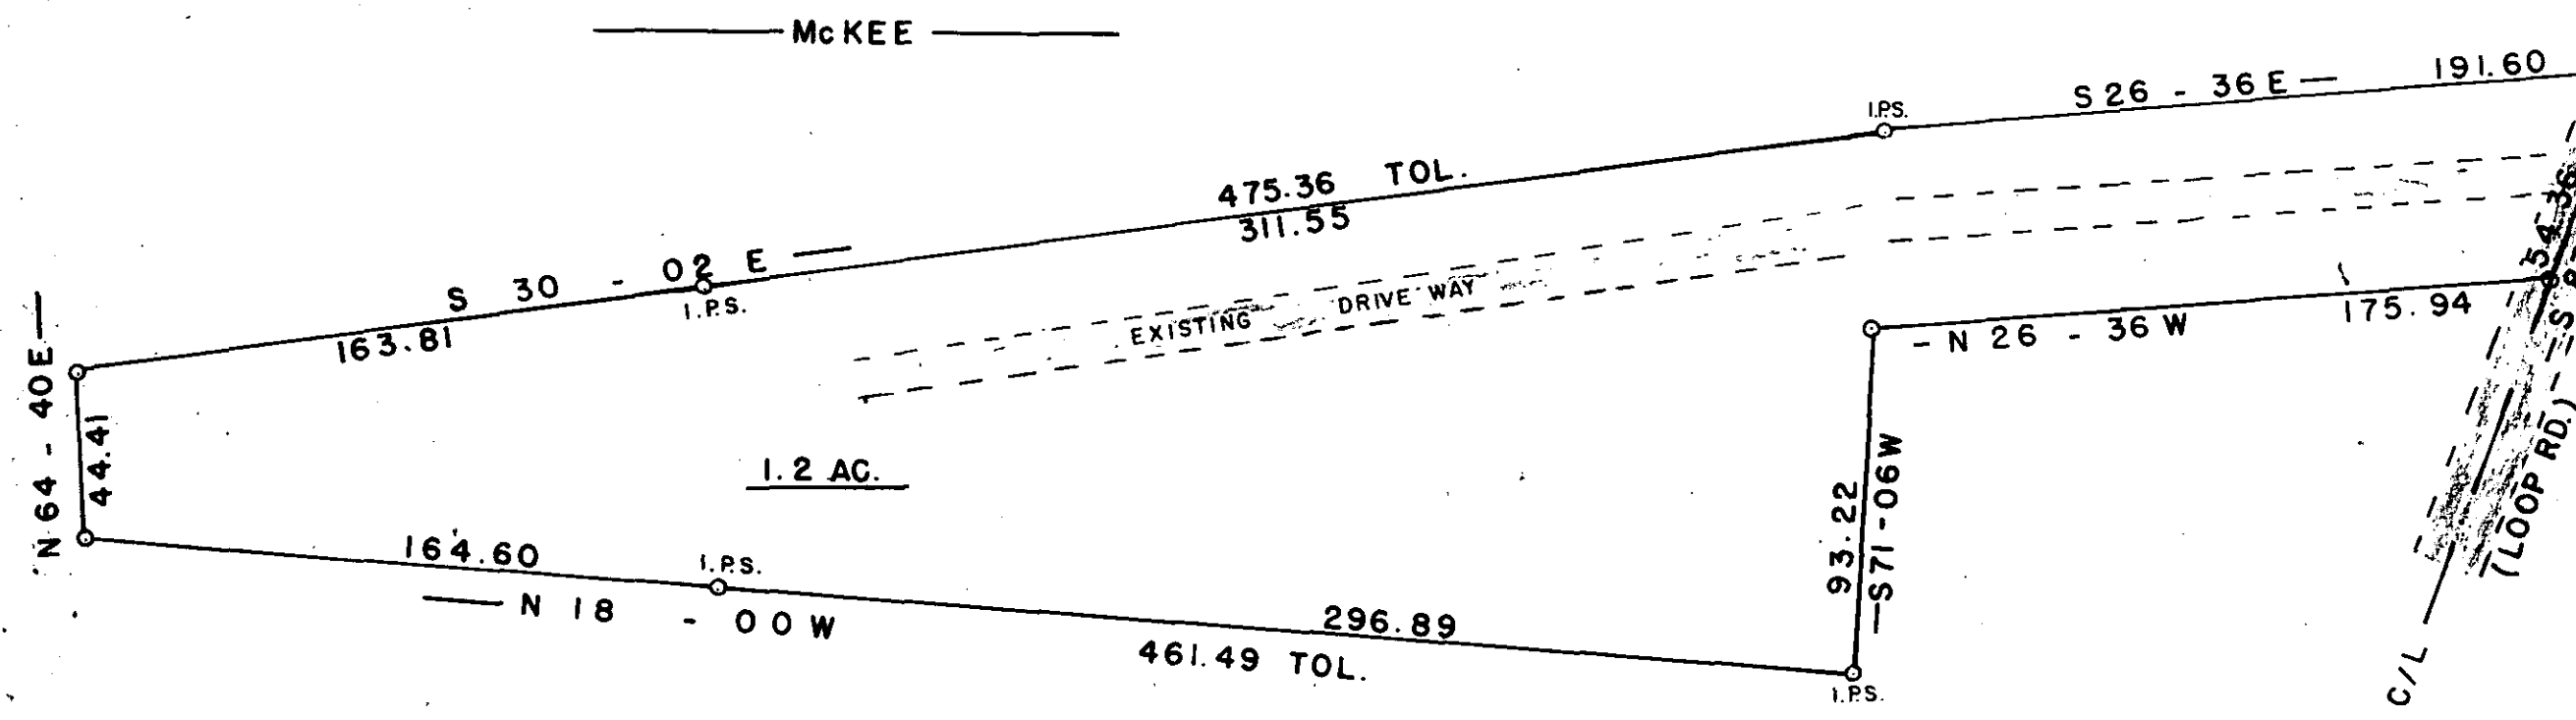 McKEE
S 26 - 36 E
191.60
I.P.S.
475.36 TOL.
311.55
S 30 - 02 E
I.P.S.
163.81
EXISTING DRIVE WAY
N 64 - 40 E
44.41
1.2 AC.
- N 26 - 36 W
175.94
54.36
S
93.22
S71-06W
(LOOP RD.)
164.60
I.P.S.
N 18 - 00 W
296.89
461.49 TOL.
I.P.S.
C/L